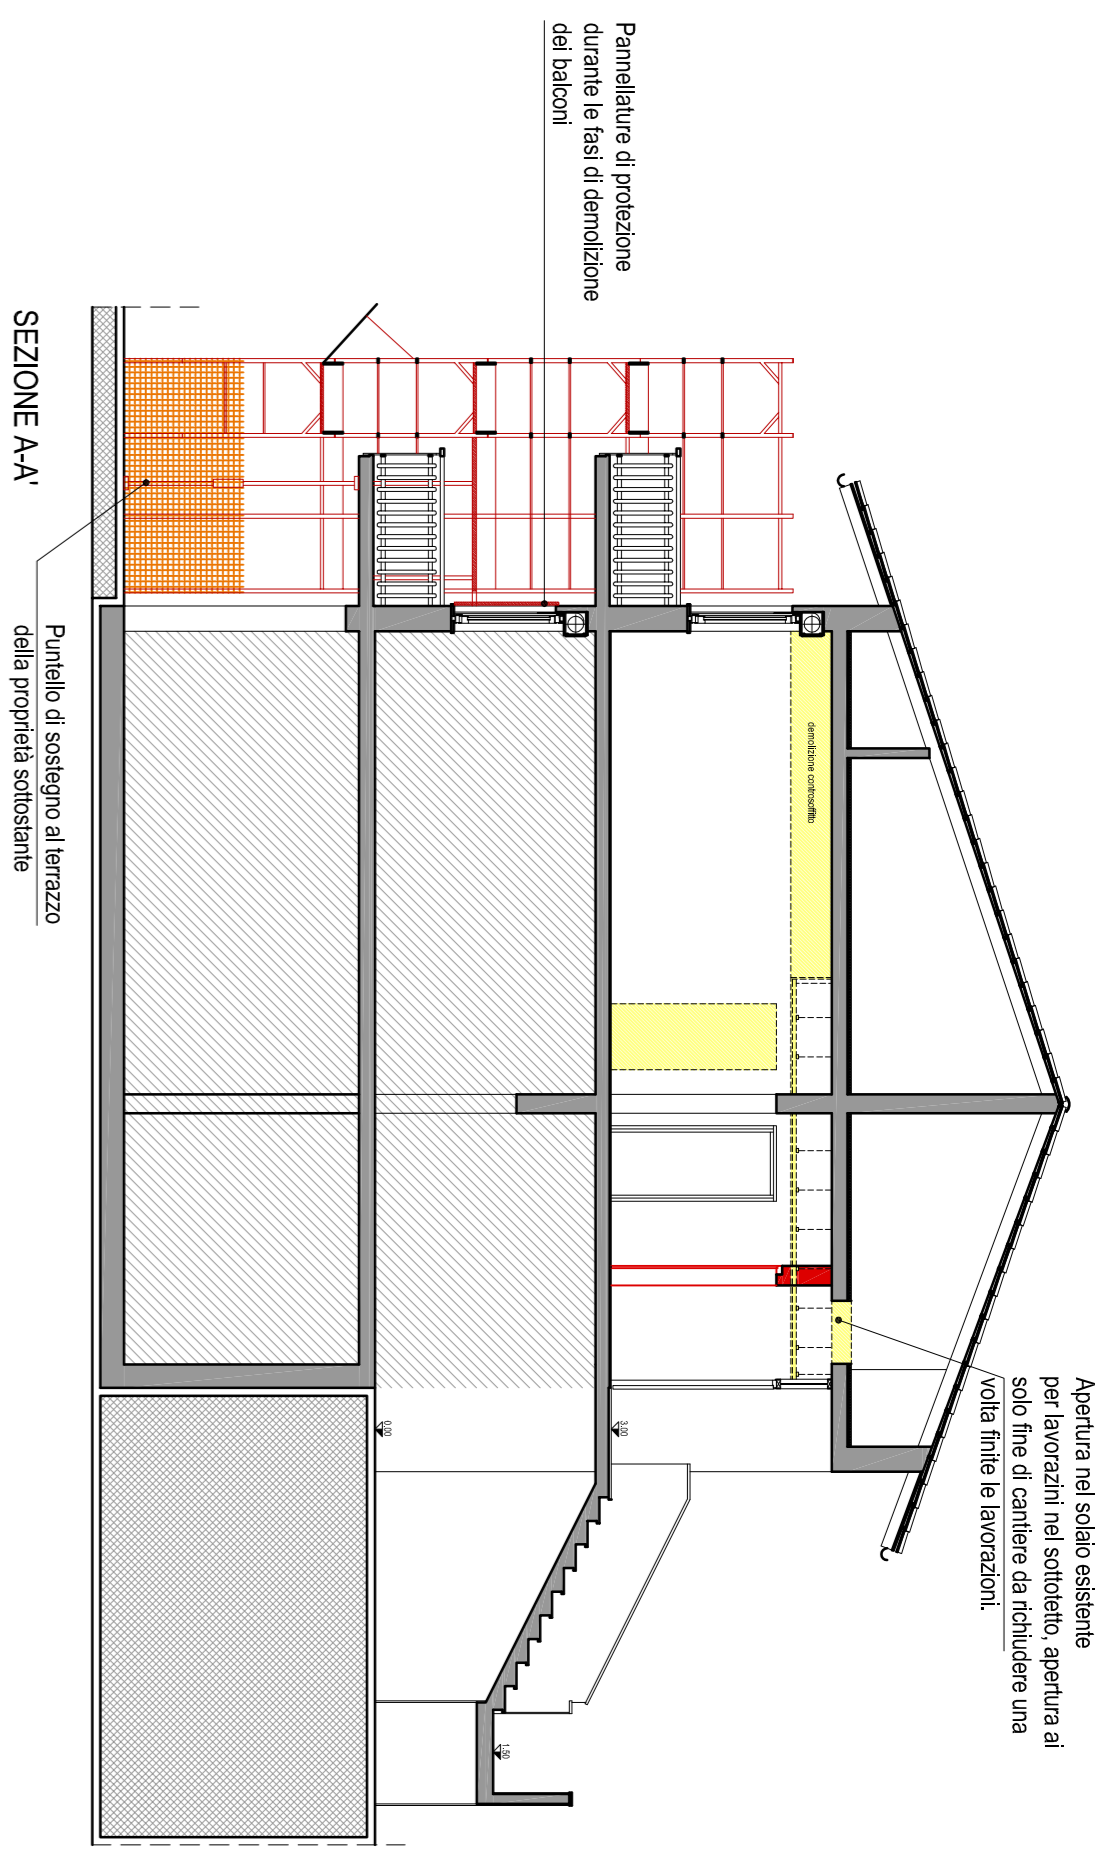 Pannellature di protezione
durante le fasi di demolizione
dei balconi
Apertura nel solaio esistente
per lavorazini nel sottotetto, apertura ai
solo fine di cantiere da richiudere una
volta finite le lavorazioni.
demolizione controsoffitto
3.00
0.00
1.50
Puntello di sostegno al terrazzo
della proprietà sottostante
SEZIONE A-A'